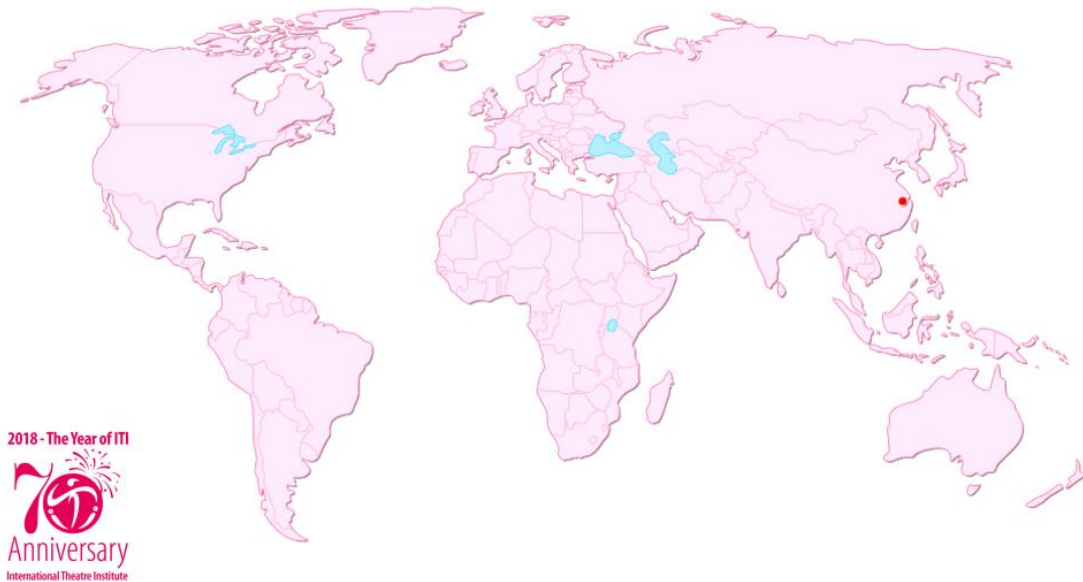 2018 - The Year of ITI
70
Anniversary
International Theatre Institute